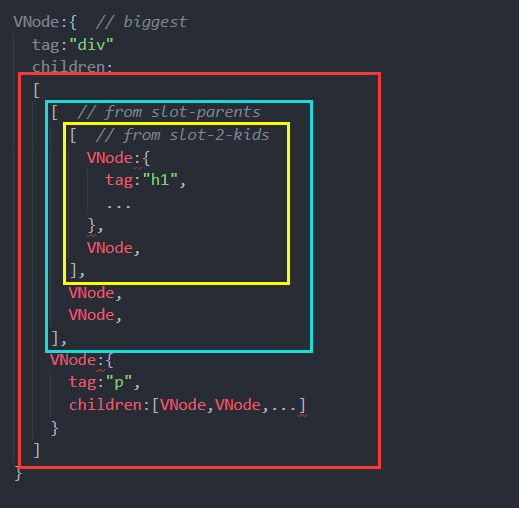 VNode:{  // biggest
  tag:"div"
  children:
  [
    [  // from slot-parents
      [  // from slot-2-kids
        VNode:{
          tag:"h1",
          ...
        },
        VNode,
      ],
      VNode,
      VNode,
    ],
    VNode:{
      tag:"p",
      children:[VNode,VNode,...]
    }
  ]
}